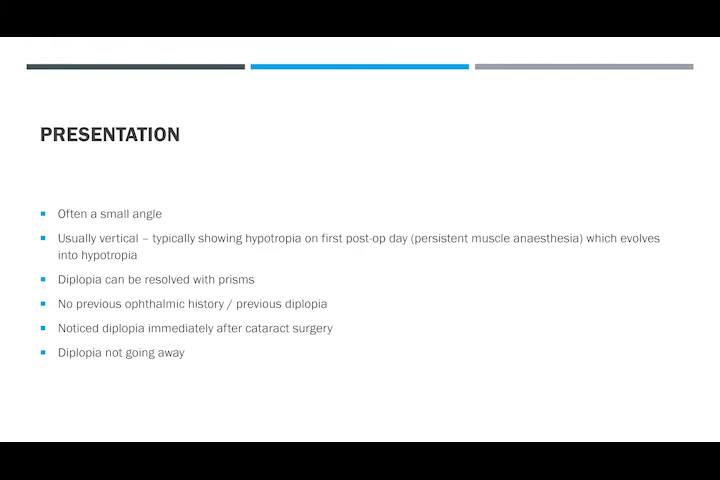 PRESENTATION
Often a small angle
Usually vertical – typically showing hypotropia on first post-op day (persistent muscle anaesthesia) which evolves
into hypotropia
Diplopia can be resolved with prisms
No previous ophthalmic history / previous diplopia
Noticed diplopia immediately after cataract surgery
Diplopia not going away